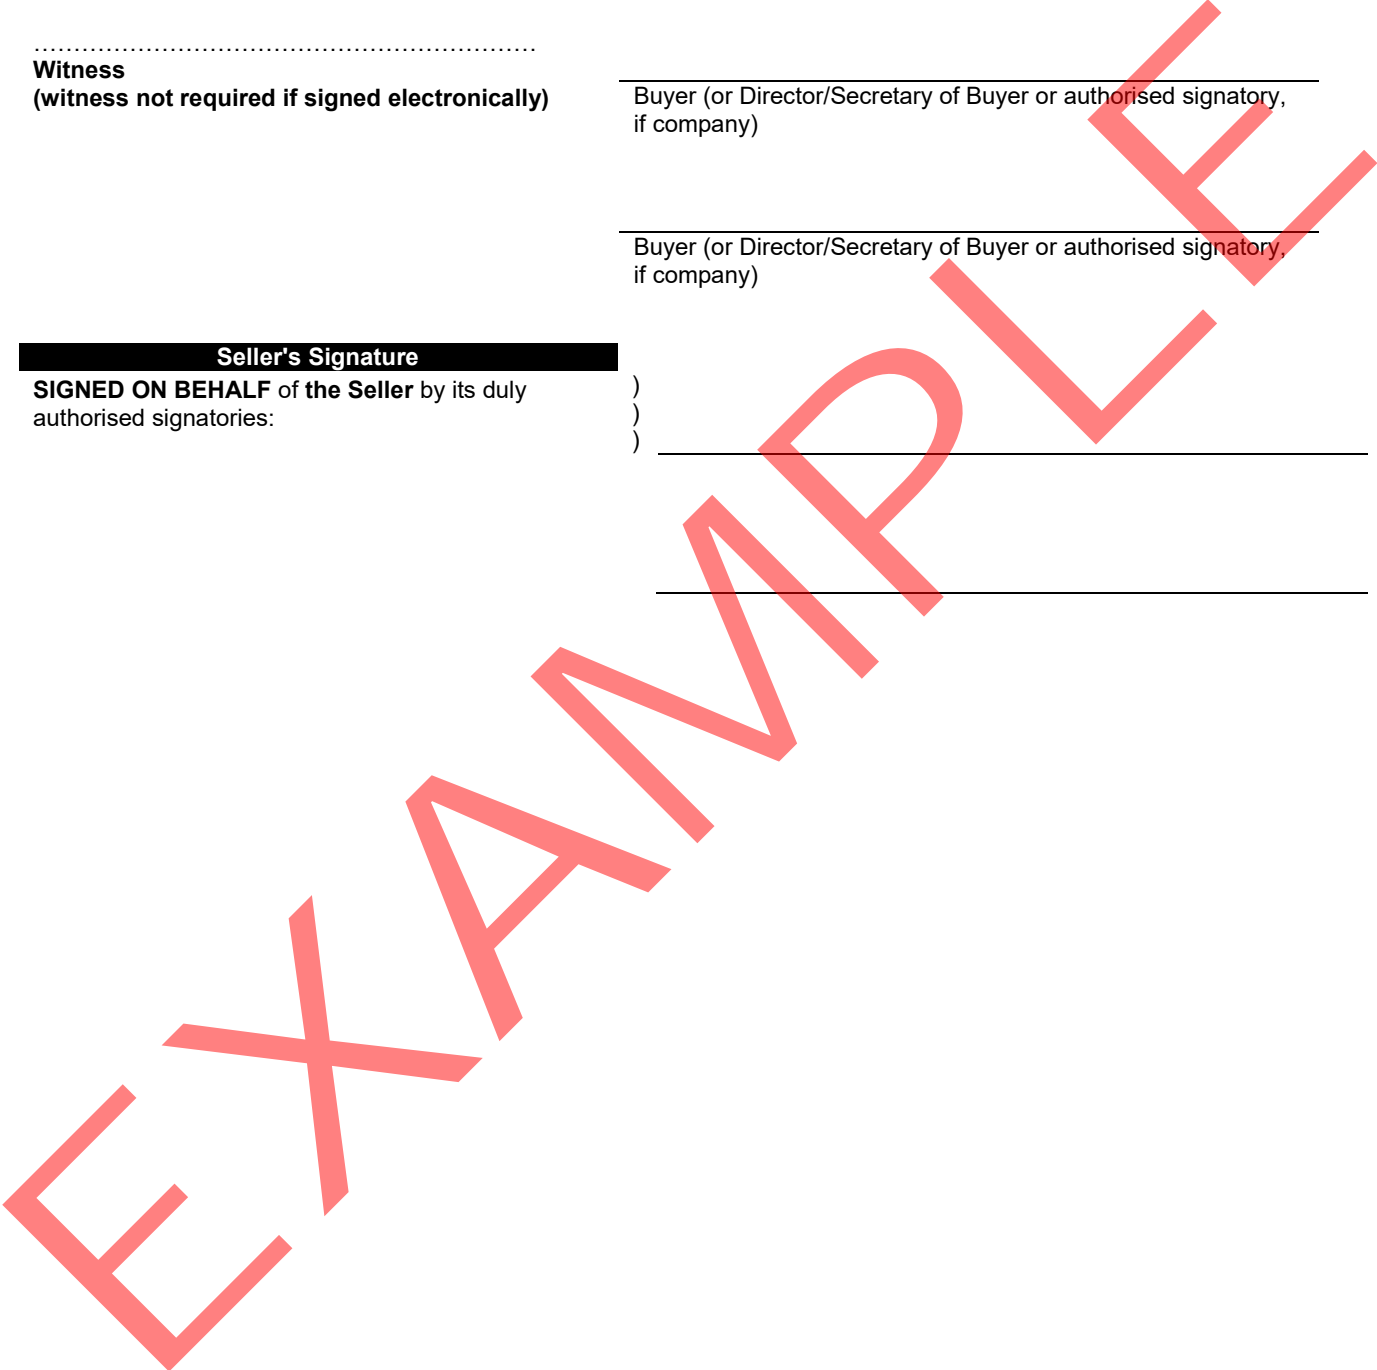 ……………………………………………………
Witness
(witness not required if signed electronically)
Buyer (or Director/Secretary of Buyer or authorised signatory,
if company)
Buyer (or Director/Secretary of Buyer or authorised signatory,
if company)
Seller's Signature
SIGNED ON BEHALF of the Seller by its duly
authorised signatories:
)
)
)
EXAMPLE